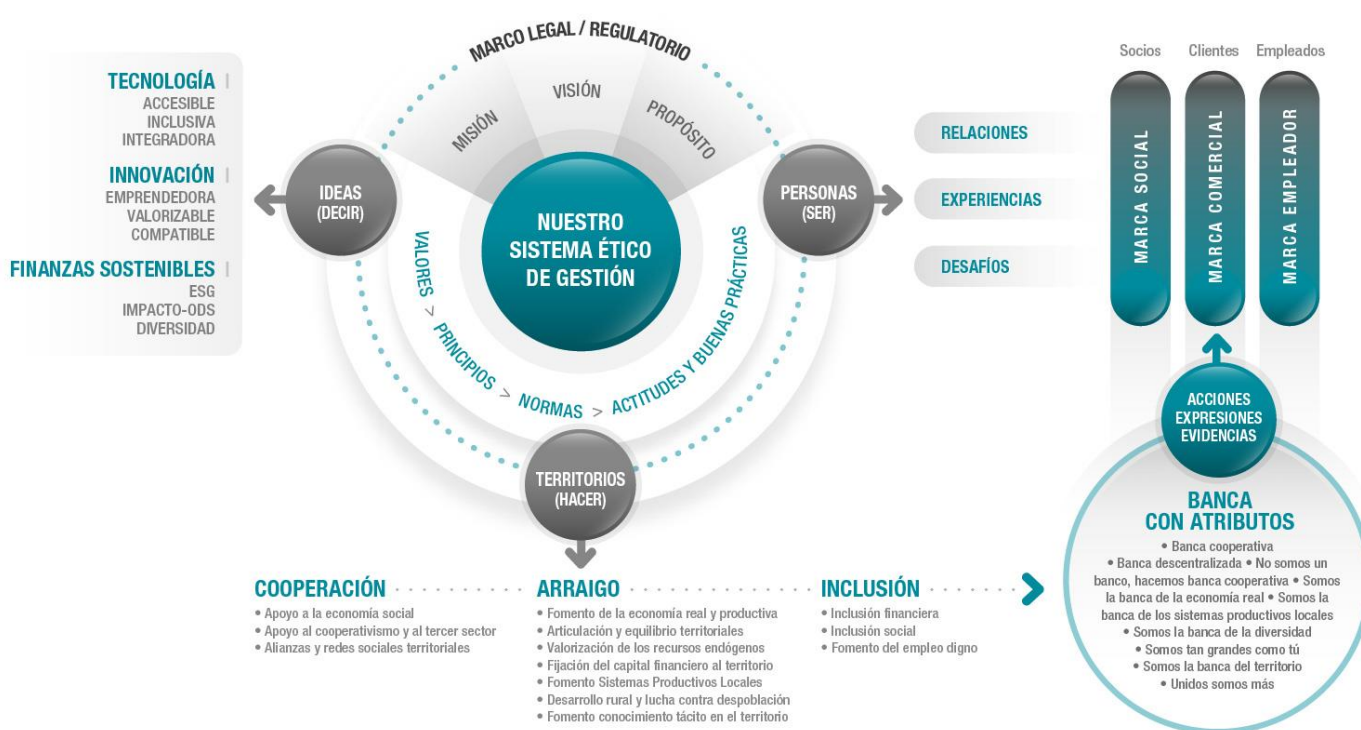 TECNOLOGÍA
ACCESIBLE
INCLUSIVA
INTEGRADORA
INNOVACIÓN
EMPRENDEDORA
VALORIZABLE
COMPATIBLE
FINANZAS SOSTENIBLES
ESG
IMPACTO-ODS
DIVERSIDAD
MARCO LEGAL / REGULATORIO
MISIÓN
VISIÓN
PROPÓSITO
IDEAS
(DECIR)
NUESTRO
SISTEMA ÉTICO
DE GESTIÓN
PERSONAS
(SER)
VALORES > PRINCIPIOS > NORMAS > ACTITUDES Y BUENAS PRÁCTICAS
TERRITORIOS
(HACER)
RELACIONES
EXPERIENCIAS
DESAFÍOS
Socios
Clientes
Empleados
MARCA SOCIAL
MARCA COMERCIAL
MARCA EMPLEADOR
ACCIONES
EXPRESIONES
EVIDENCIAS
COOPERACIÓN
• Apoyo a la economía social
• Apoyo al cooperativismo y al tercer sector
• Alianzas y redes sociales territoriales
ARRAIGO
• Fomento de la economía real y productiva
• Articulación y equilibrio territoriales
• Valorización de los recursos endógenos
• Fijación del capital financiero al territorio
• Fomento Sistemas Productivos Locales
• Desarrollo rural y lucha contra despoblación
• Fomento conocimiento tácito en el territorio
INCLUSIÓN
• Inclusión financiera
• Inclusión social
• Fomento del empleo digno
BANCA
CON ATRIBUTOS
• Banca cooperativa
• Banca descentralizada • No somos un
banco, hacemos banca cooperativa • Somos
la banca de la economía real • Somos la
banca de los sistemas productivos locales
• Somos la banca de la diversidad
• Somos tan grandes como tú
• Somos la banca del territorio
• Unidos somos más